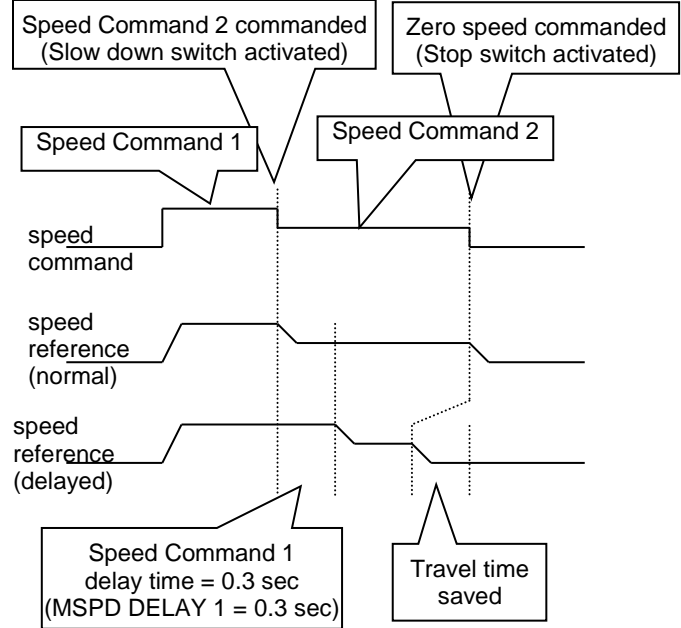 Speed Command 2 commanded
(Slow down switch activated)
Zero speed commanded
(Stop switch activated)
Speed Command 1
Speed Command 2
speed
command
speed
reference
(normal)
speed
reference
(delayed)
Speed Command 1
delay time = 0.3 sec
(MSPD DELAY 1 = 0.3 sec)
Travel time
saved